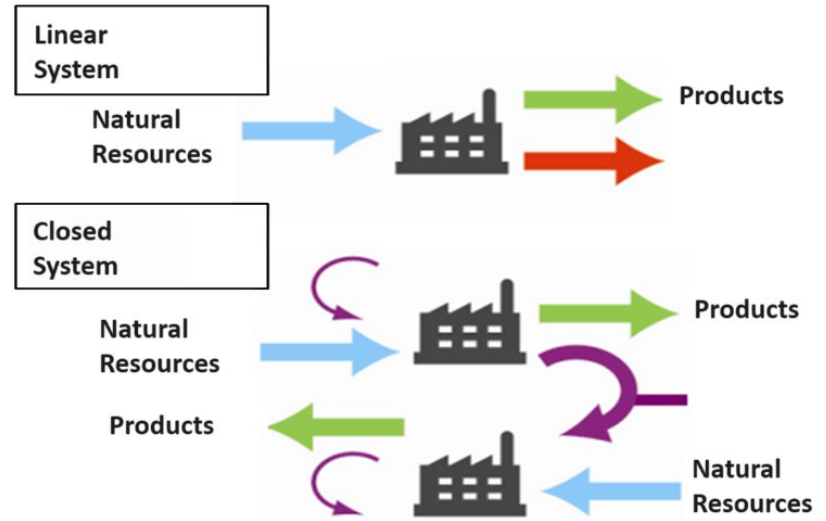 Linear
System
Natural
Resources
Products
Closed
System
Natural
Resources
Products
Products
Natural
Resources